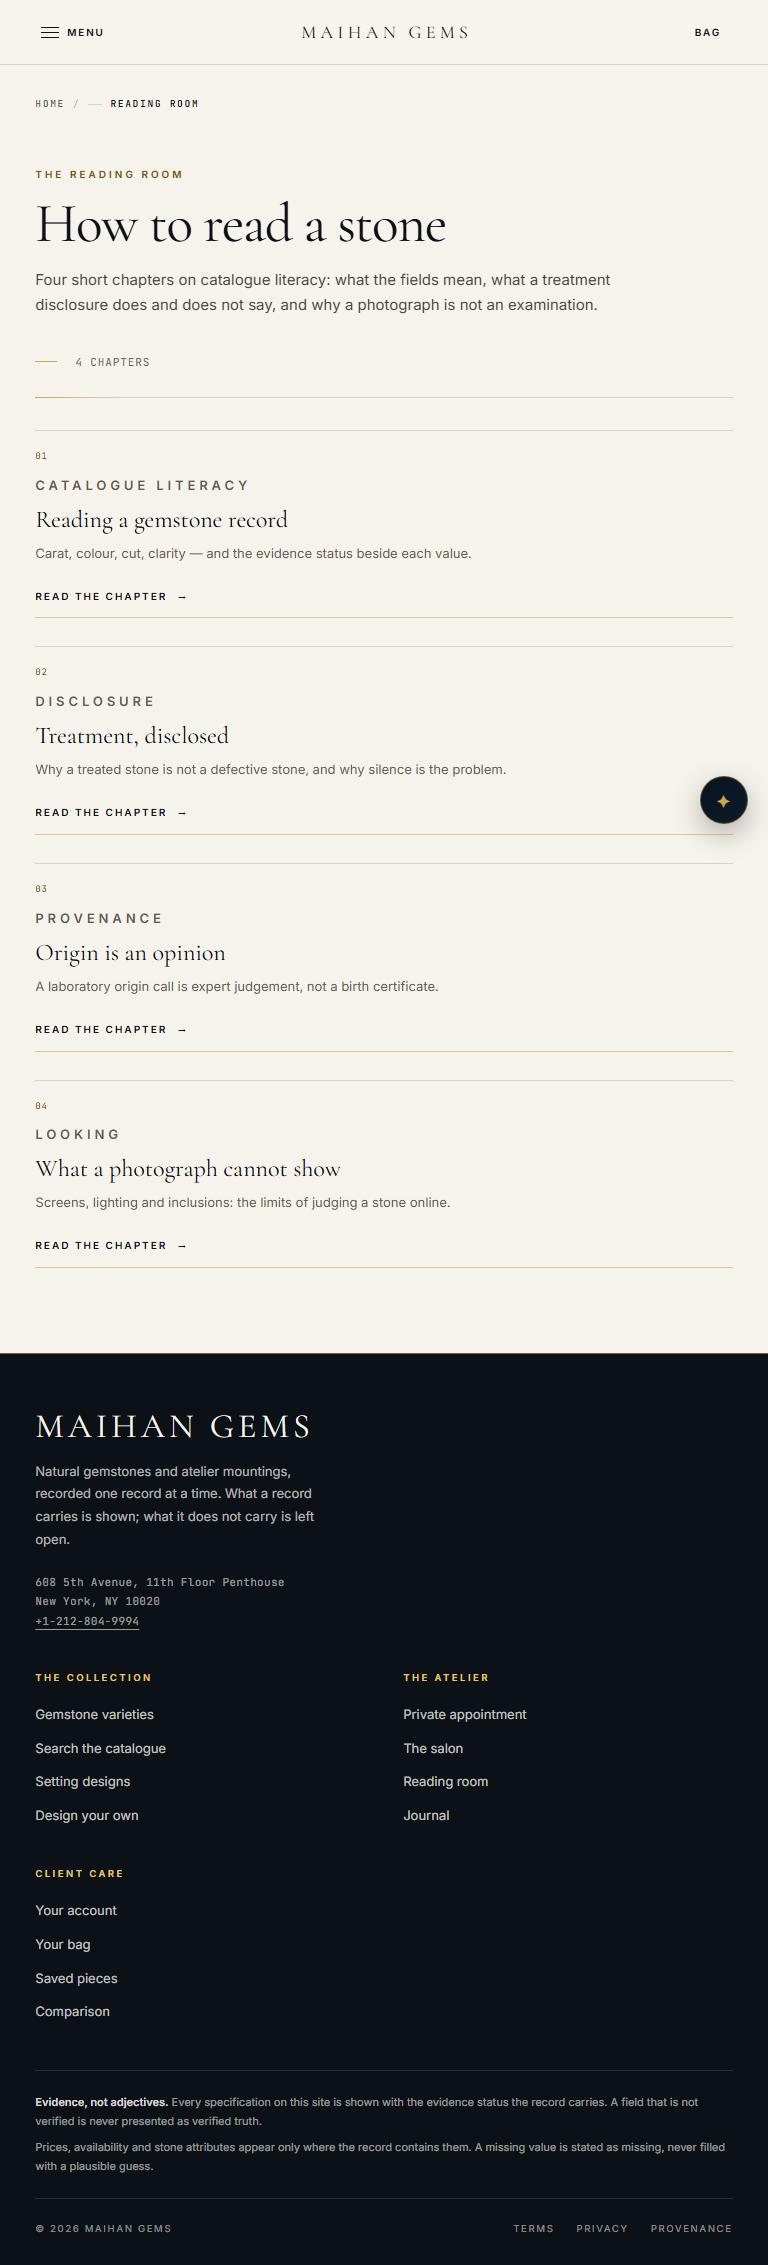 MENU
MAIHAN GEMS
BAG
HOME / — READING ROOM
THE READING ROOM
How to read a stone
Four short chapters on catalogue literacy: what the fields mean, what a treatment
disclosure does and does not say, and why a photograph is not an examination.
4 CHAPTERS
01
CATALOGUE LITERACY
Reading a gemstone record
Carat, colour, cut, clarity — and the evidence status beside each value.
READ THE CHAPTER →
02
DISCLOSURE
Treatment, disclosed
Why a treated stone is not a defective stone, and why silence is the problem.
READ THE CHAPTER →
03
PROVENANCE
Origin is an opinion
A laboratory origin call is expert judgement, not a birth certificate.
READ THE CHAPTER →
04
LOOKING
What a photograph cannot show
Screens, lighting and inclusions: the limits of judging a stone online.
READ THE CHAPTER →
MAIHAN GEMS
Natural gemstones and atelier mountings,
recorded one record at a time. What a record
carries is shown; what it does not carry is left
open.
608 5th Avenue, 11th Floor Penthouse
New York, NY 10020
+1-212-804-9994
THE COLLECTION
Gemstone varieties
Search the catalogue
Setting designs
Design your own
THE ATELIER
Private appointment
The salon
Reading room
Journal
CLIENT CARE
Your account
Your bag
Saved pieces
Comparison
Evidence, not adjectives. Every specification on this site is shown with the evidence status the record carries. A field that is not
verified is never presented as verified truth.
Prices, availability and stone attributes appear only where the record contains them. A missing value is stated as missing, never filled
with a plausible guess.
© 2026 MAIHAN GEMS
TERMS PRIVACY PROVENANCE